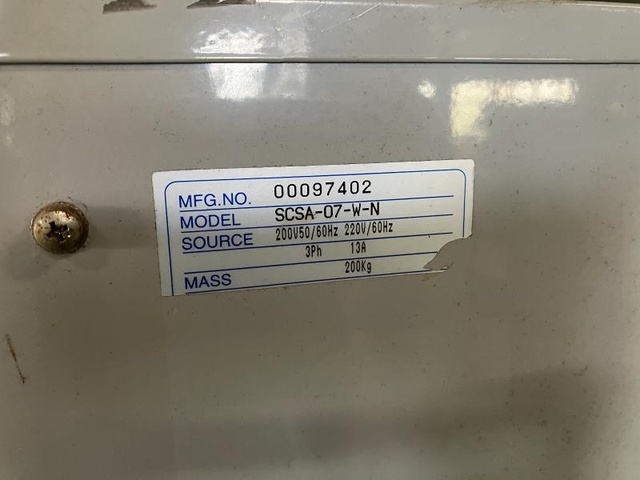 MFG.NO. 00097402
MODEL SCSA-07-W-N
SOURCE 200V50/60Hz 220V/60Hz
3Ph 13A
MASS 200Kg